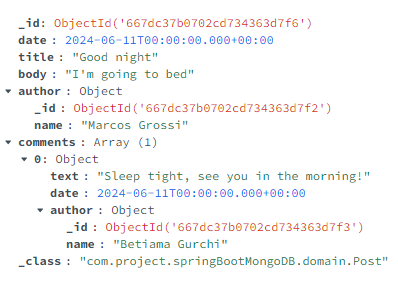 _id: ObjectId('667dc37b0702cd734363d7f6')
date : 2024-06-11T00:00:00.000+00:00
title : "Good night"
body : "I'm going to bed"
author : Object
_id : ObjectId('667dc37b0702cd734363d7f2')
name : "Marcos Grossi"
comments : Array (1)
0: Object
text : "Sleep tight, see you in the morning!"
date : 2024-06-11T00:00:00.000+00:00
author : Object
_id : ObjectId('667dc37b0702cd734363d7f3')
name : "Betiama Gurchi"
_class : "com.project.springBootMongoDB.domain.Post"